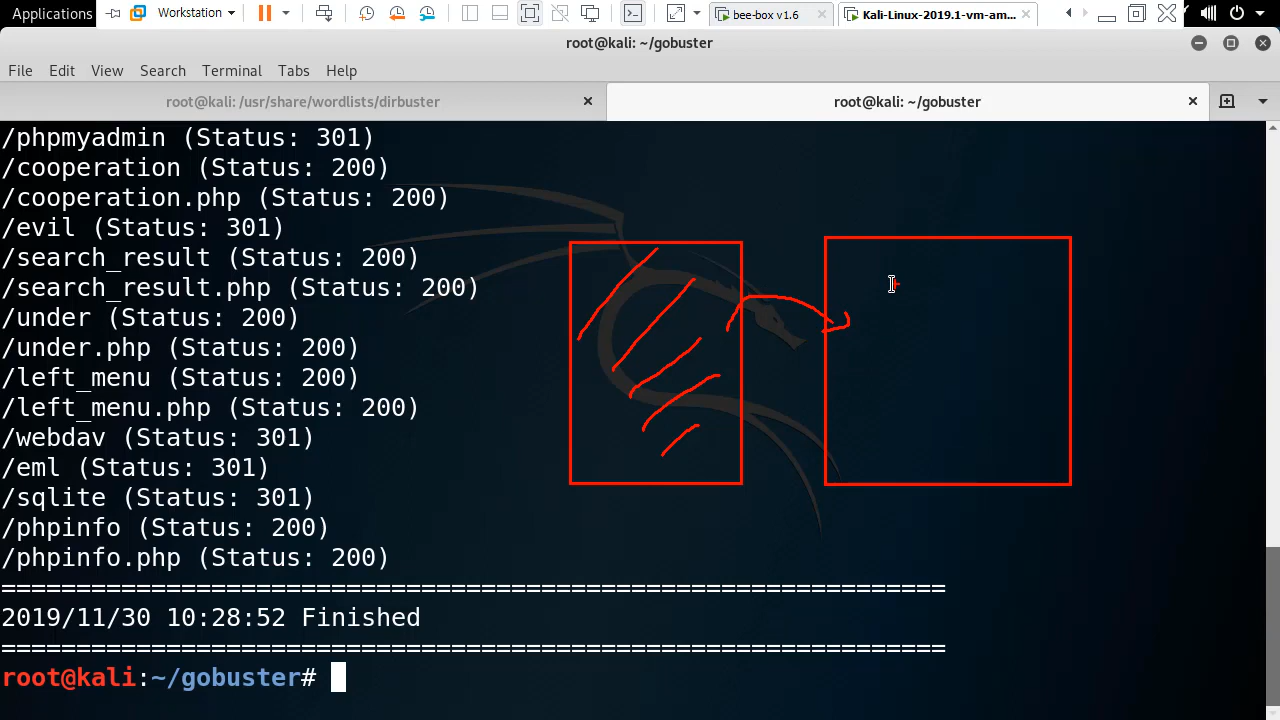 Applications Workstation bee-box v1.6 Kali-Linux-2019.1-vm-am...
root@kali: ~/gobuster
File Edit View Search Terminal Tabs Help
root@kali: /usr/share/wordlists/dirbuster root@kali: ~/gobuster
/phpmyadmin (Status: 301)
/cooperation (Status: 200)
/cooperation.php (Status: 200)
/evil (Status: 301)
/search_result (Status: 200)
/search_result.php (Status: 200)
/under (Status: 200)
/under.php (Status: 200)
/left_menu (Status: 200)
/left_menu.php (Status: 200)
/webdav (Status: 301)
/eml (Status: 301)
/sqlite (Status: 301)
/phpinfo (Status: 200)
/phpinfo.php (Status: 200)
===============================================================
2019/11/30 10:28:52 Finished
===============================================================
root@kali:~/gobuster#